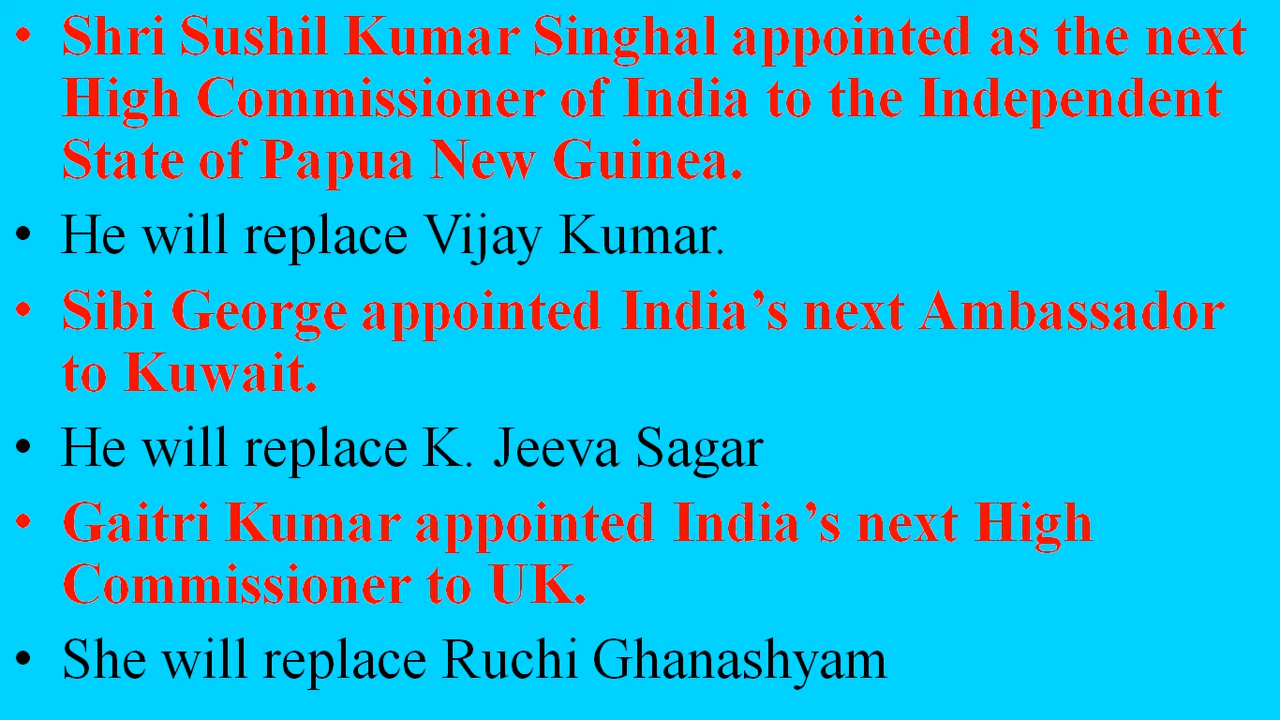 • Shri Sushil Kumar Singhal appointed as the next
High Commissioner of India to the Independent
State of Papua New Guinea.
• He will replace Vijay Kumar.
• Sibi George appointed India’s next Ambassador
to Kuwait.
• He will replace K. Jeeva Sagar
• Gaitri Kumar appointed India’s next High
Commissioner to UK.
• She will replace Ruchi Ghanashyam